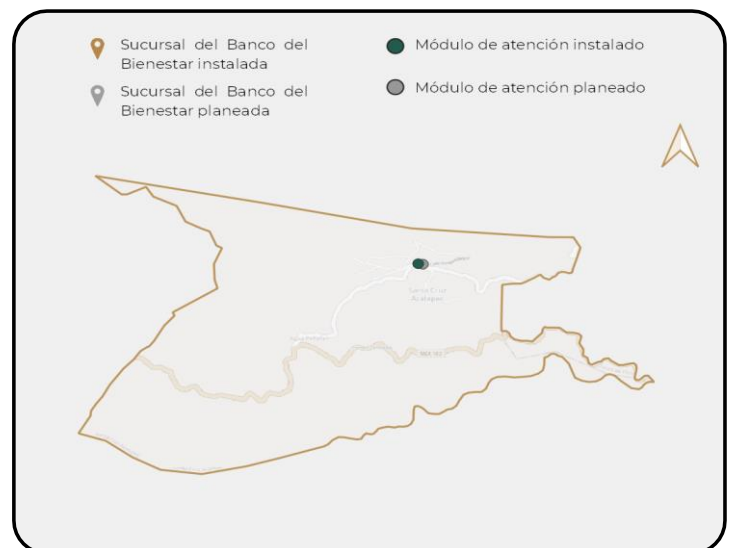 Sucursal del Banco del
Bienestar instalada
Sucursal del Banco del
Bienestar planeada
Módulo de atención instalado
Módulo de atención planeado
Santa Cruz
Acatepec